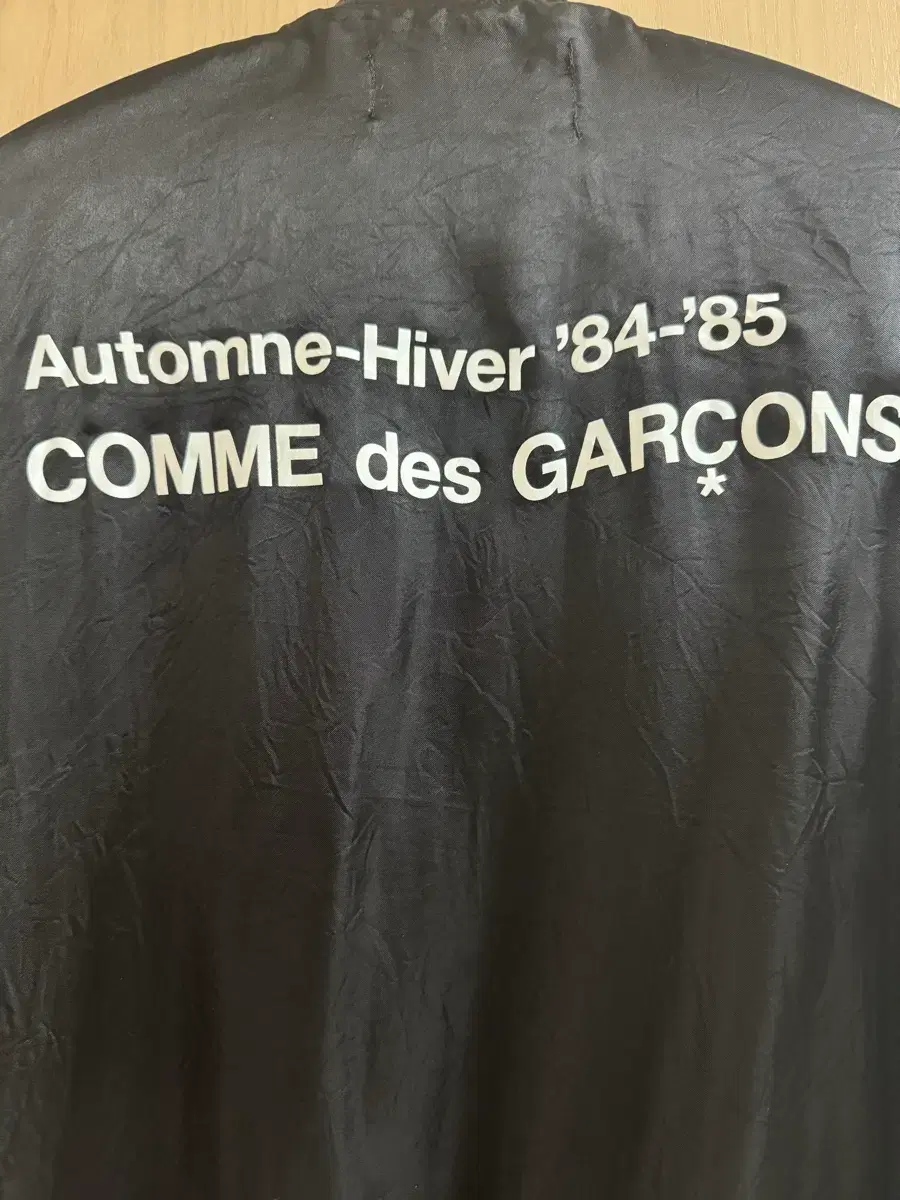 Automne-Hiver ’84-’85
COMME des GARÇONS
*